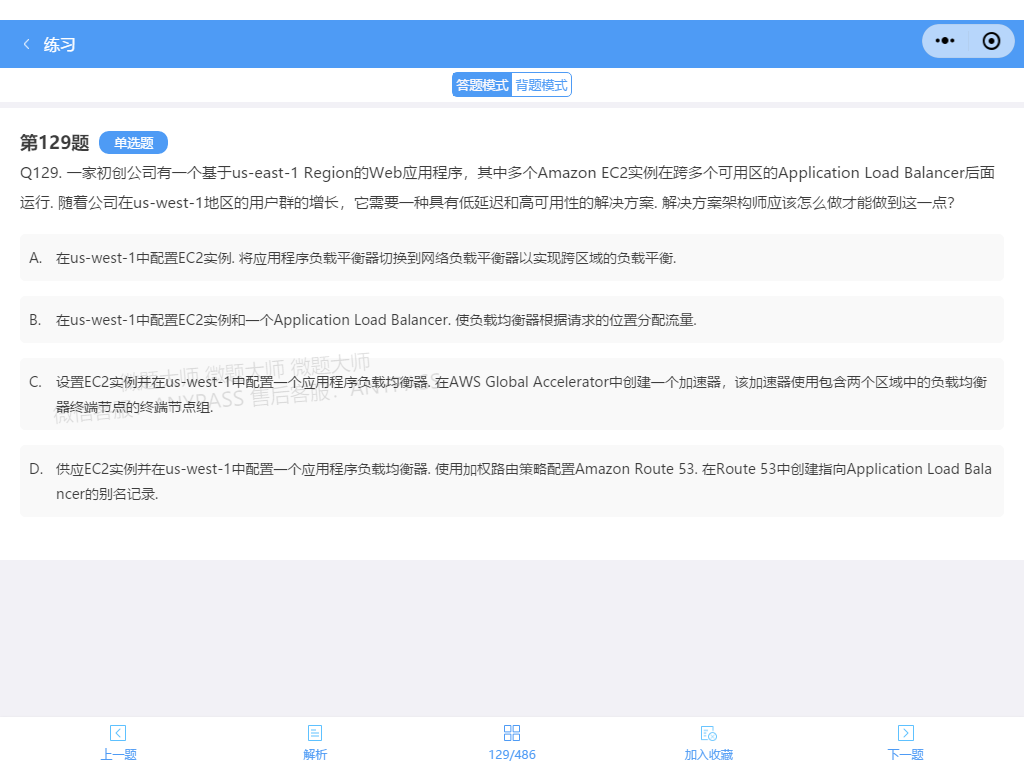 练习
答题模式 背题模式
第129题 单选题
Q129. 一家初创公司有一个基于us-east-1 Region的Web应用程序，其中多个Amazon EC2实例在跨多个可用区的Application Load Balancer后面
运行. 随着公司在us-west-1地区的用户群的增长，它需要一种具有低延迟和高可用性的解决方案. 解决方案架构师应该怎么做才能做到这一点?
A. 在us-west-1中配置EC2实例. 将应用程序负载平衡器切换到网络负载平衡器以实现跨区域的负载平衡.
B. 在us-west-1中配置EC2实例和一个Application Load Balancer. 使负载均衡器根据请求的位置分配流量.
微题大师 微题大师 微题大师
C. 设置EC2实例并在us-west-1中配置一个应用程序负载均衡器. 在AWS Global Accelerator中创建一个加速器，该加速器使用包含两个区域中的负载均衡
器终端节点的终端节点组.
微信客服：ANYPASS 售后客服：ANYPASS
D. 供应EC2实例并在us-west-1中配置一个应用程序负载均衡器. 使用加权路由策略配置Amazon Route 53. 在Route 53中创建指向Application Load Bala
ncer的别名记录.
上一题 解析 129/486 加入收藏 下一题